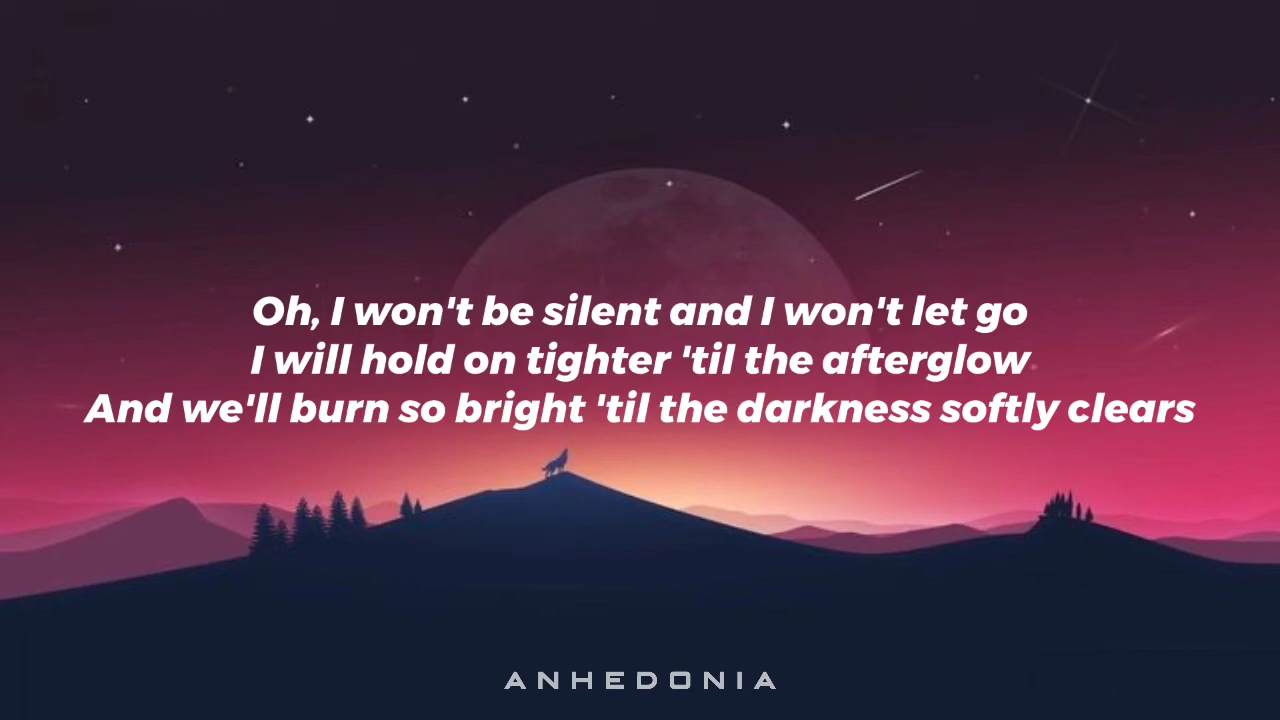 Oh, I won't be silent and I won't let go
I will hold on tighter 'til the afterglow
And we'll burn so bright 'til the darkness softly clears
ANHEDONIA